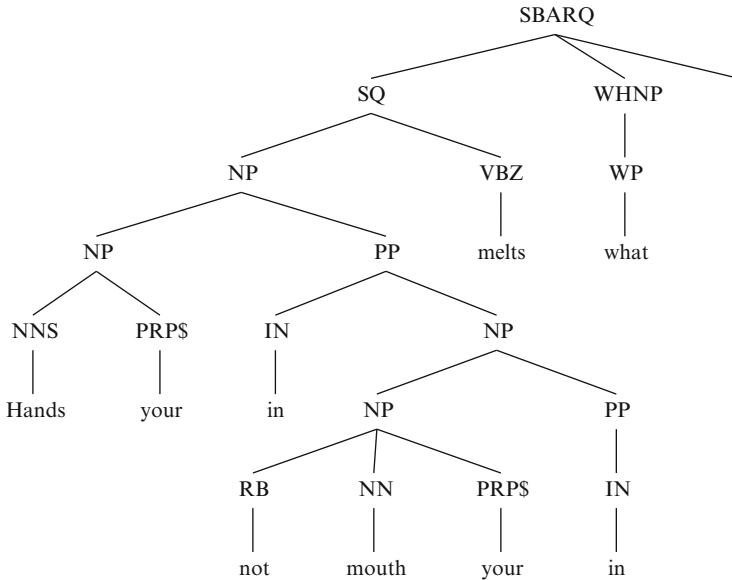 SBARQ
SQ WHNP
NP VBZ WP
NP PP melts what
NNS PRP$ IN NP
Hands your in NP PP
RB NN PRP$ IN
not mouth your in